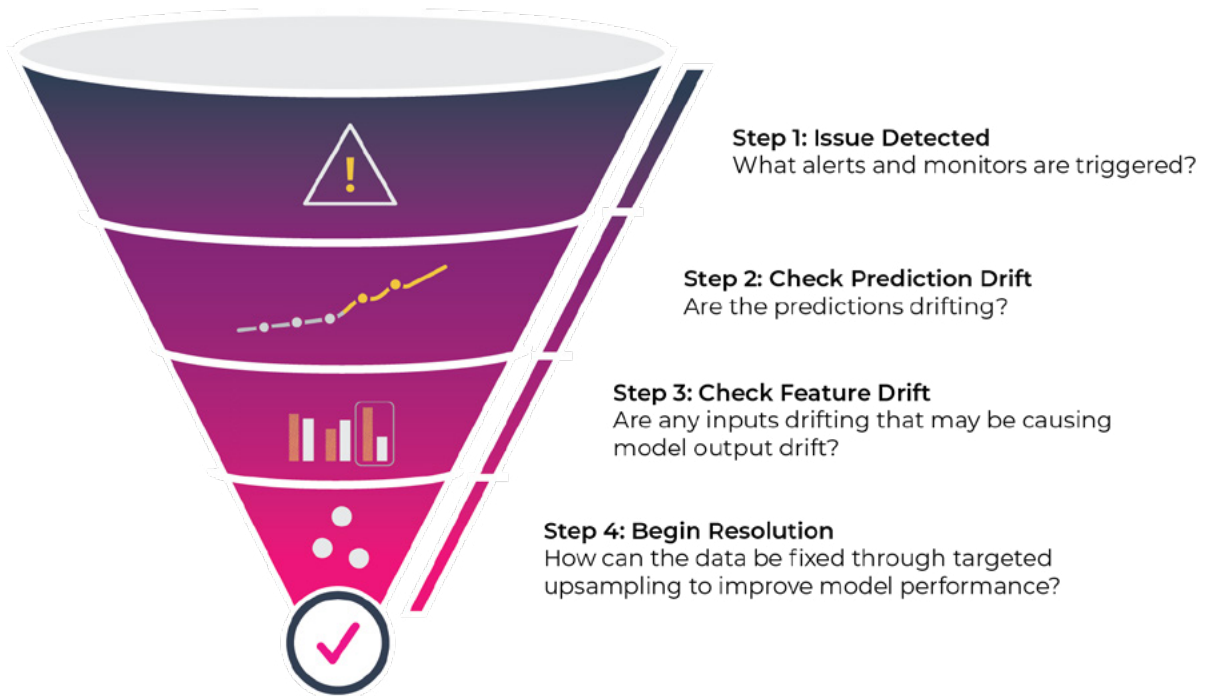 Step 1: Issue Detected
What alerts and monitors are triggered?
Step 2: Check Prediction Drift
Are the predictions drifting?
Step 3: Check Feature Drift
Are any inputs drifting that may be causing
model output drift?
Step 4: Begin Resolution
How can the data be fixed through targeted
upsampling to improve model performance?